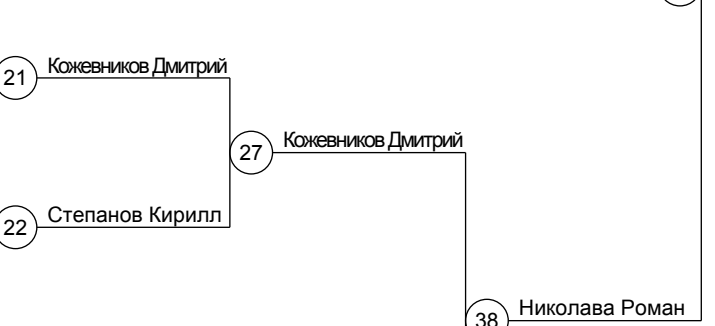 21 Кожевников Дмитрий
27 Кожевников Дмитрий
22 Степанов Кирилл
38 Николава Роман